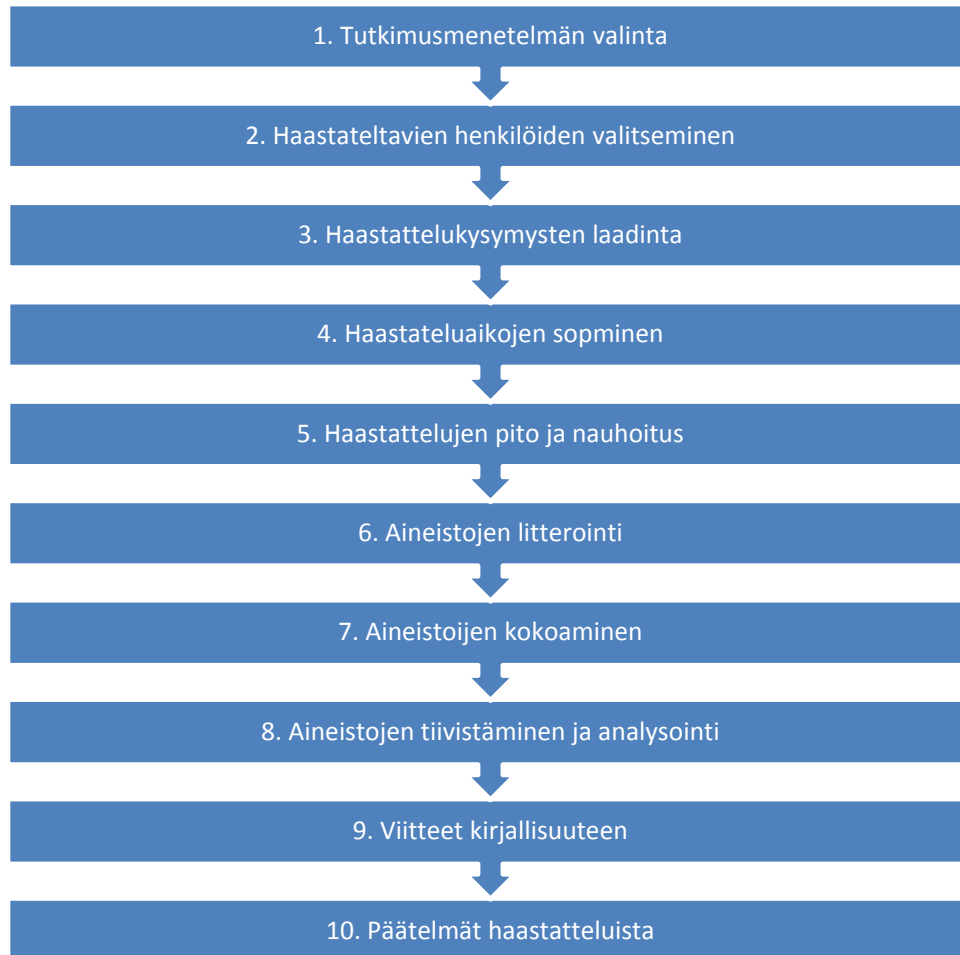 1. Tutkimusmenetelmän valinta
2. Haastateltavien henkilöiden valitseminen
3. Haastattelukysymysten laadinta
4. Haastateluaikojen sopminen
5. Haastattelujen pito ja nauhoitus
6. Aineistojen litterointi
7. Aineistoijen kokoaminen
8. Aineistojen tiivistäminen ja analysointi
9. Viitteet kirjallisuuteen
10. Päätelmät haastatteluista